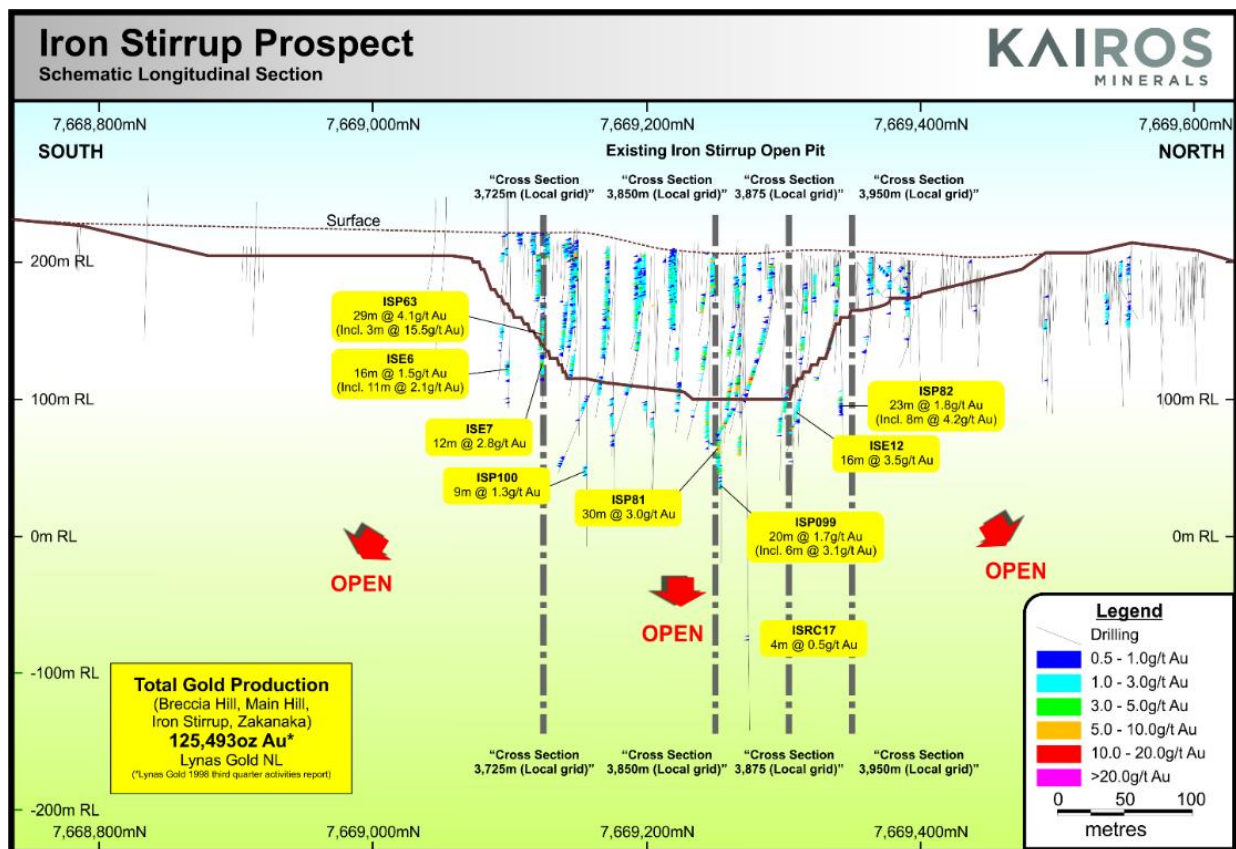 Iron Stirrup Prospect
Schematic Longitudinal Section
KAIROS
MINERALS
7,668,800mN
7,669,000mN
7,669,200mN
7,669,400mN
7,669,600mN
SOUTH
Existing Iron Stirrup Open Pit
NORTH
"Cross Section
3,725m (Local grid)"
"Cross Section
3,850m (Local grid)"
"Cross Section
3,875 (Local grid)"
"Cross Section
3,950m (Local grid)"
Surface
200m RL
200m RL
ISP63
29m @ 4.1g/t Au
(Incl. 3m @ 15.5g/t Au)
ISE6
16m @ 1.5g/t Au
(Incl. 11m @ 2.1g/t Au)
100m RL
100m RL
ISP82
23m @ 1.8g/t Au
(Incl. 8m @ 4.2g/t Au)
ISE7
12m @ 2.8g/t Au
ISE12
16m @ 3.5g/t Au
ISP100
9m @ 1.3g/t Au
ISP81
30m @ 3.0g/t Au
ISP099
20m @ 1.7g/t Au
(Incl. 6m @ 3.1g/t Au)
0m RL
0m RL
OPEN
OPEN
OPEN
ISRC17
4m @ 0.5g/t Au
-100m RL
Total Gold Production
(Breccia Hill, Main Hill,
Iron Stirrup, Zakanaka)
125,493oz Au*
Lynas Gold NL
(*Lynas Gold 1998 third quarter activities report)
"Cross Section
3,725m (Local grid)"
"Cross Section
3,850m (Local grid)"
"Cross Section
3,875 (Local grid)"
"Cross Section
3,950m (Local grid)"
-200m RL
7,668,800mN
7,669,000mN
7,669,200mN
7,669,400mN
Legend
Drilling
0.5 - 1.0g/t Au
1.0 - 3.0g/t Au
3.0 - 5.0g/t Au
5.0 - 10.0g/t Au
10.0 - 20.0g/t Au
>20.0g/t Au
0 50 100
metres